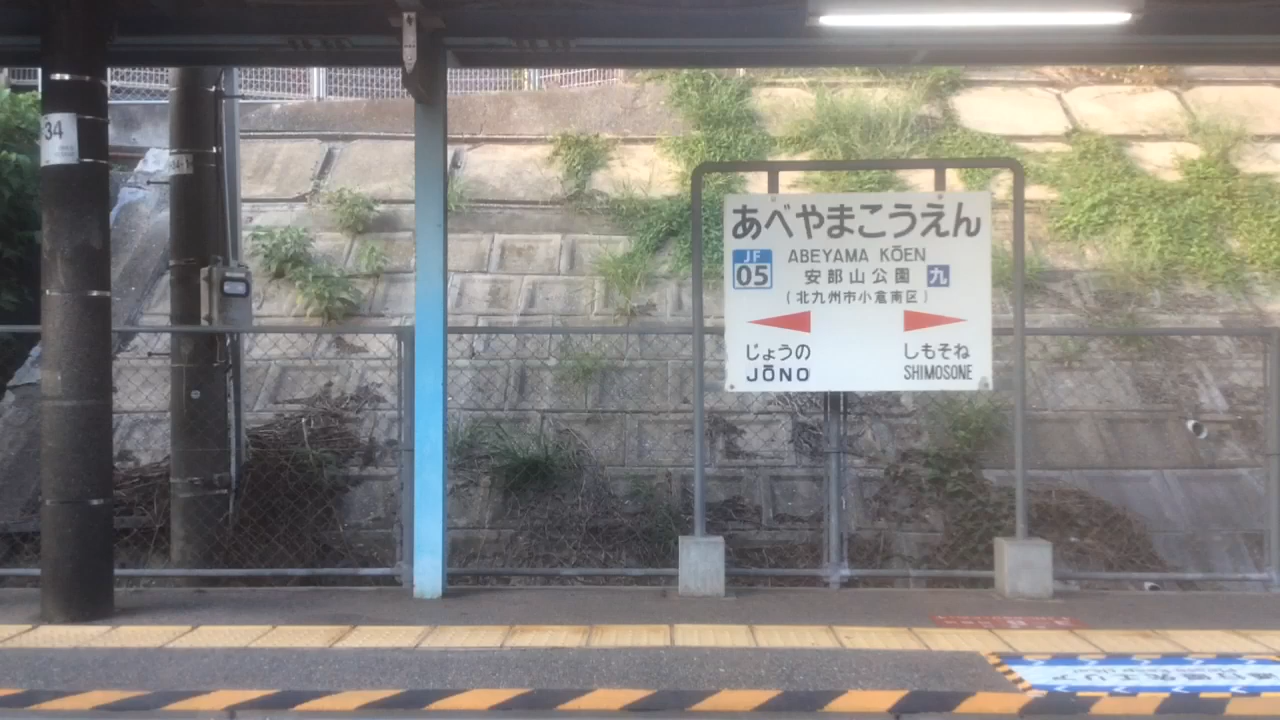 34
あべやまこうえん
JF
05
ABEYAMA KŌEN
安部山公園 九
(北九州市小倉南区)
じょうの
JŌNO
しもそね
SHIMOSONE